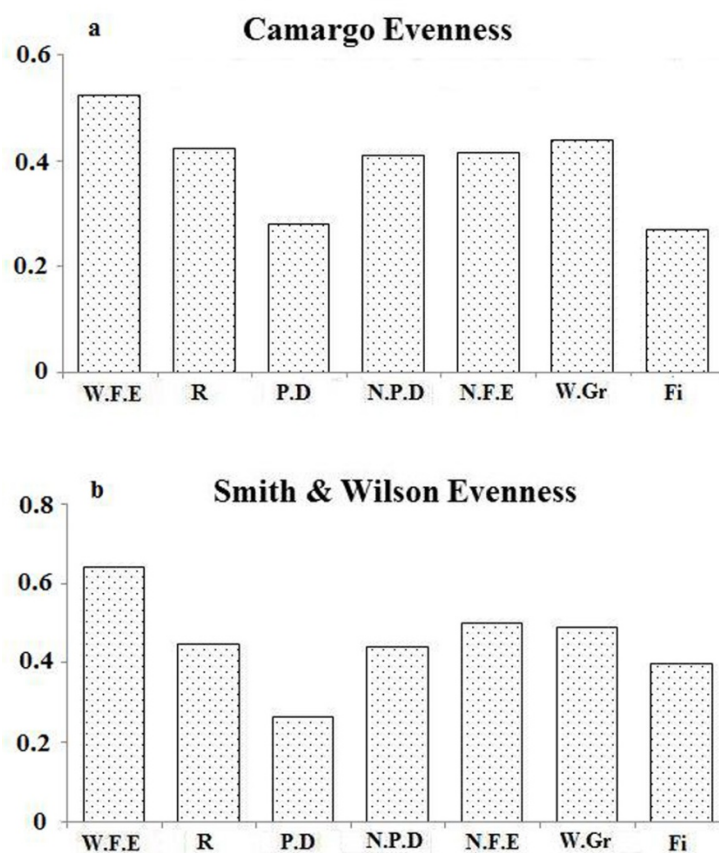 a Camargo Evenness
0.6
0.4
0.2
0
W.F.E R P.D N.P.D N.F.E W.Gr Fi
b Smith & Wilson Evenness
0.8
0.6
0.4
0.2
0
W.F.E R P.D N.P.D N.F.E W.Gr Fi